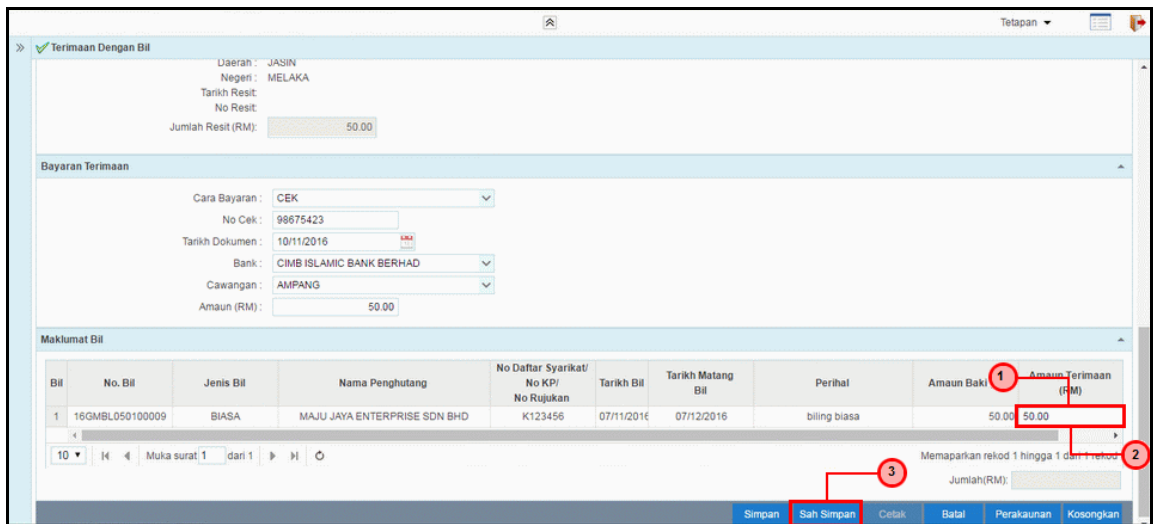 Tetapan
Terimaan Dengan Bil
Daerah : JASIN
Negeri : MELAKA
Tarikh Resit:
No Resit:
Jumlah Resit (RM): 50.00
Bayaran Terimaan
Cara Bayaran : CEK
No Cek : 98675423
Tarikh Dokumen : 10/11/2016
Bank : CIMB ISLAMIC BANK BERHAD
Cawangan : AMPANG
Amaun (RM) : 50.00
Maklumat Bil
Bil No. Bil Jenis Bil Nama Penghutang No Daftar Syarikat/ No KP/ No Rujukan Tarikh Bil Tarikh Matang Bil Perihal Amaun Baki Amaun Terimaan (RM)
1
1 16GMBL050100009 BIASA MAJU JAYA ENTERPRISE SDN BHD K123456 07/11/2016 07/12/2016 biling biasa 50.00 50.00
10 Muka surat 1 dari 1 Memaparkan rekod 1 hingga 1 dari 1 rekod
2
3
Jumlah(RM):
Simpan Sah Simpan Cetak Batal Perakaunan Kosongkan